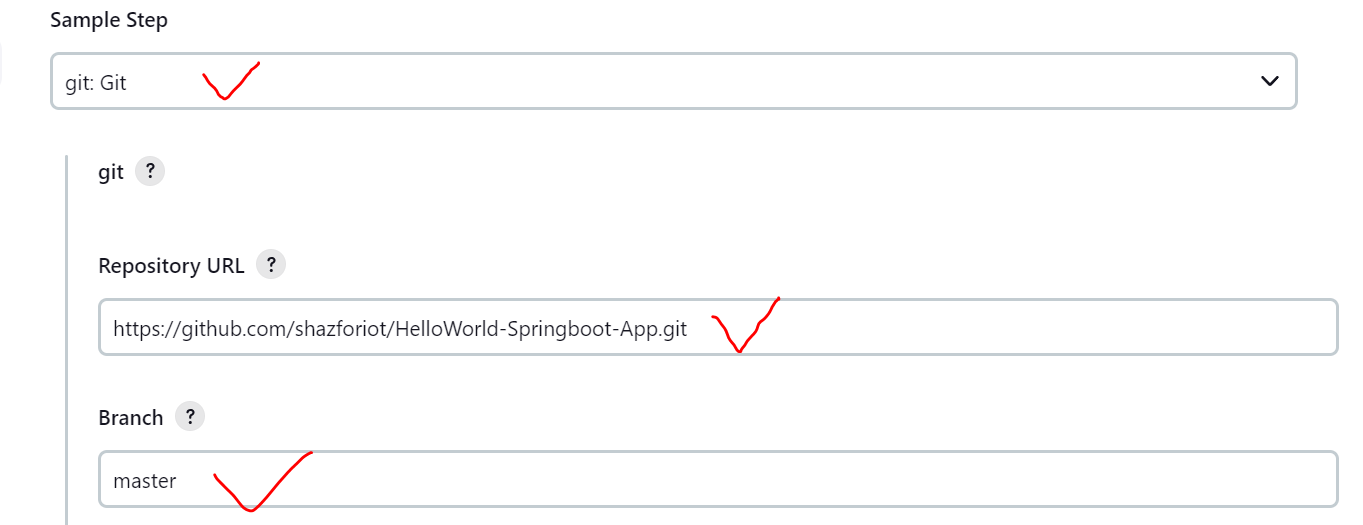 Sample Step
git: Git
git ?
Repository URL ?
https://github.com/shazforiot/HelloWorld-Springboot-App.git
Branch ?
master